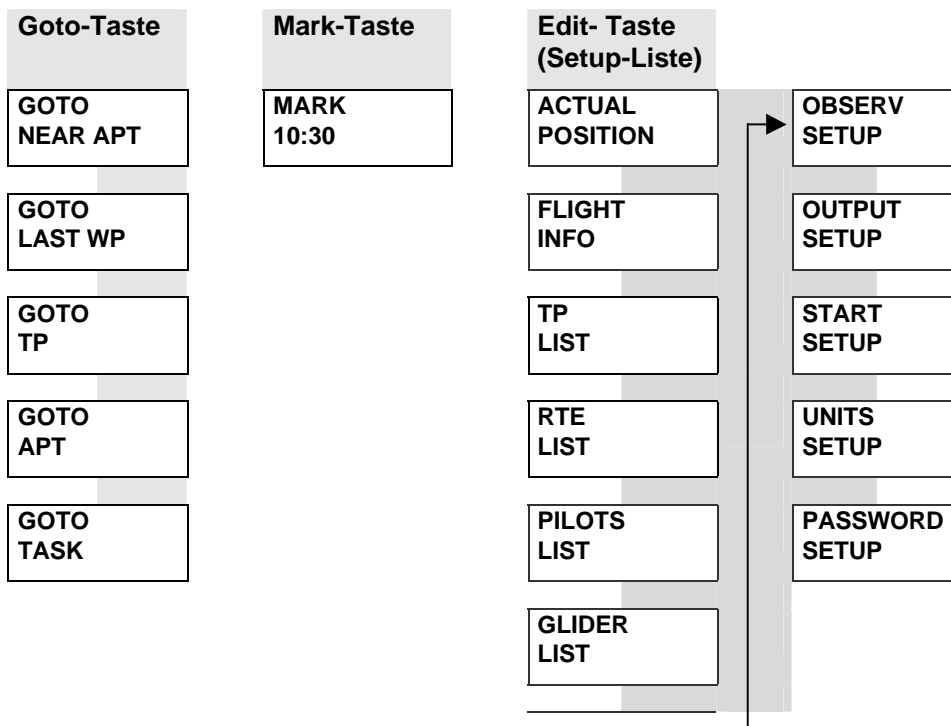 Goto-Taste
GOTO
NEAR APT
GOTO
LAST WP
GOTO
TP
GOTO
APT
GOTO
TASK
Mark-Taste
MARK
10:30
Edit- Taste
(Setup-Liste)
ACTUAL
POSITION
FLIGHT
INFO
TP
LIST
RTE
LIST
PILOTS
LIST
GLIDER
LIST
OBSERV
SETUP
OUTPUT
SETUP
START
SETUP
UNITS
SETUP
PASSWORD
SETUP